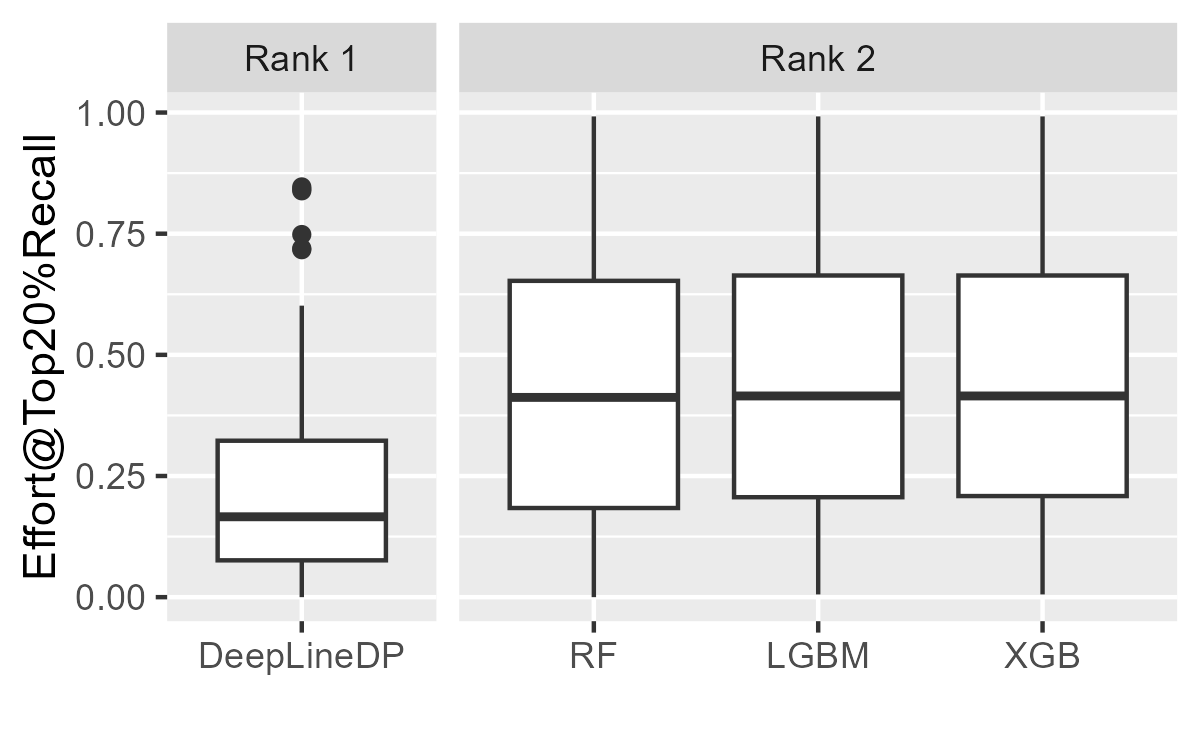 Rank 1
Rank 2
Effort@Top20%Recall
1.00
0.75
0.50
0.25
0.00
DeepLineDP
RF
LGBM
XGB